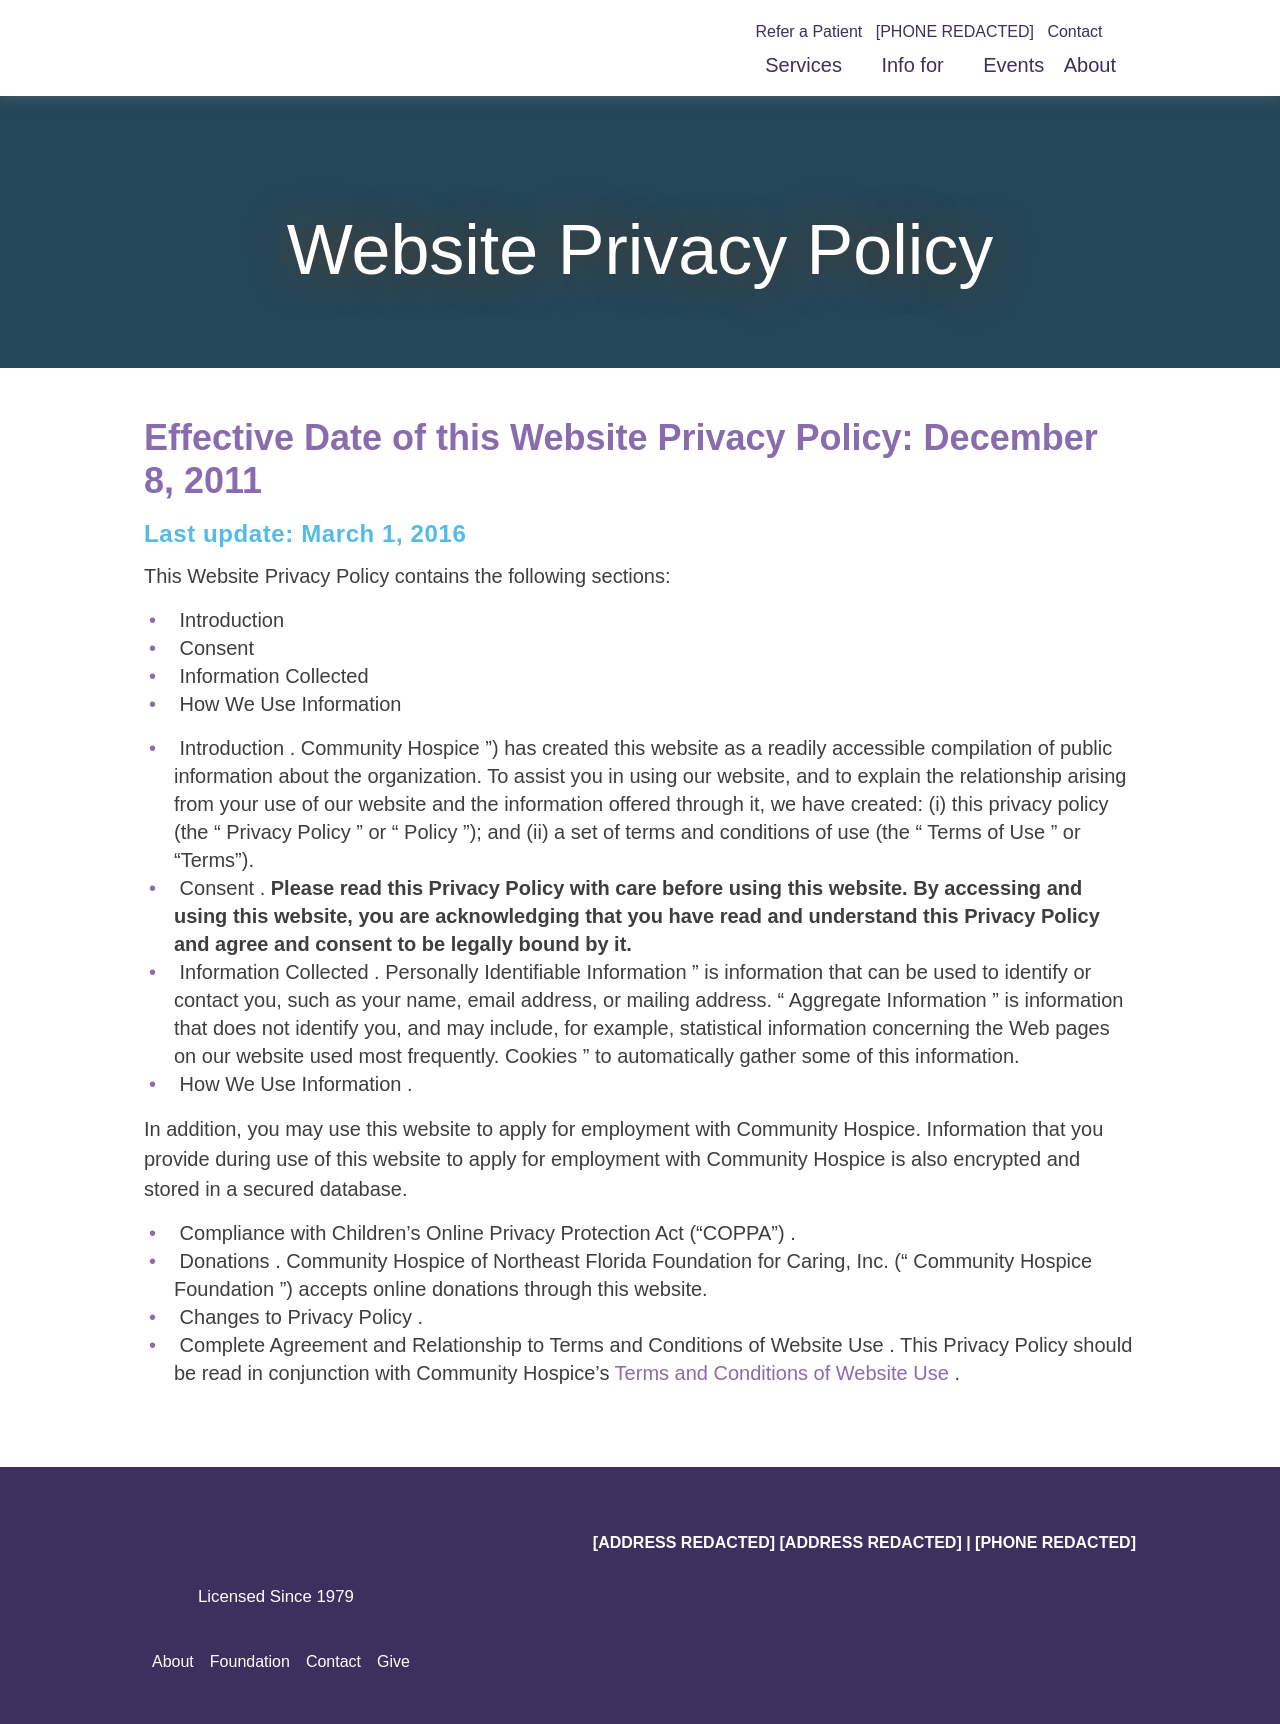 Refer a Patient [PHONE REDACTED] Contact
Services Info for Events About
Website Privacy Policy
Effective Date of this Website Privacy Policy: December
8, 2011
Last update: March 1, 2016
This Website Privacy Policy contains the following sections:
• Introduction
• Consent
• Information Collected
• How We Use Information
• Introduction . Community Hospice ”) has created this website as a readily accessible compilation of public
information about the organization. To assist you in using our website, and to explain the relationship arising
from your use of our website and the information offered through it, we have created: (i) this privacy policy
(the “ Privacy Policy ” or “ Policy ”); and (ii) a set of terms and conditions of use (the “ Terms of Use ” or
“Terms”).
• Consent . Please read this Privacy Policy with care before using this website. By accessing and
using this website, you are acknowledging that you have read and understand this Privacy Policy
and agree and consent to be legally bound by it.
• Information Collected . Personally Identifiable Information ” is information that can be used to identify or
contact you, such as your name, email address, or mailing address. “ Aggregate Information ” is information
that does not identify you, and may include, for example, statistical information concerning the Web pages
on our website used most frequently. Cookies ” to automatically gather some of this information.
• How We Use Information .
In addition, you may use this website to apply for employment with Community Hospice. Information that you
provide during use of this website to apply for employment with Community Hospice is also encrypted and
stored in a secured database.
• Compliance with Children’s Online Privacy Protection Act (“COPPA”) .
• Donations . Community Hospice of Northeast Florida Foundation for Caring, Inc. (“ Community Hospice
Foundation ”) accepts online donations through this website.
• Changes to Privacy Policy .
• Complete Agreement and Relationship to Terms and Conditions of Website Use . This Privacy Policy should
be read in conjunction with Community Hospice’s Terms and Conditions of Website Use .
[ADDRESS REDACTED] [ADDRESS REDACTED] | [PHONE REDACTED]
Licensed Since 1979
About Foundation Contact Give